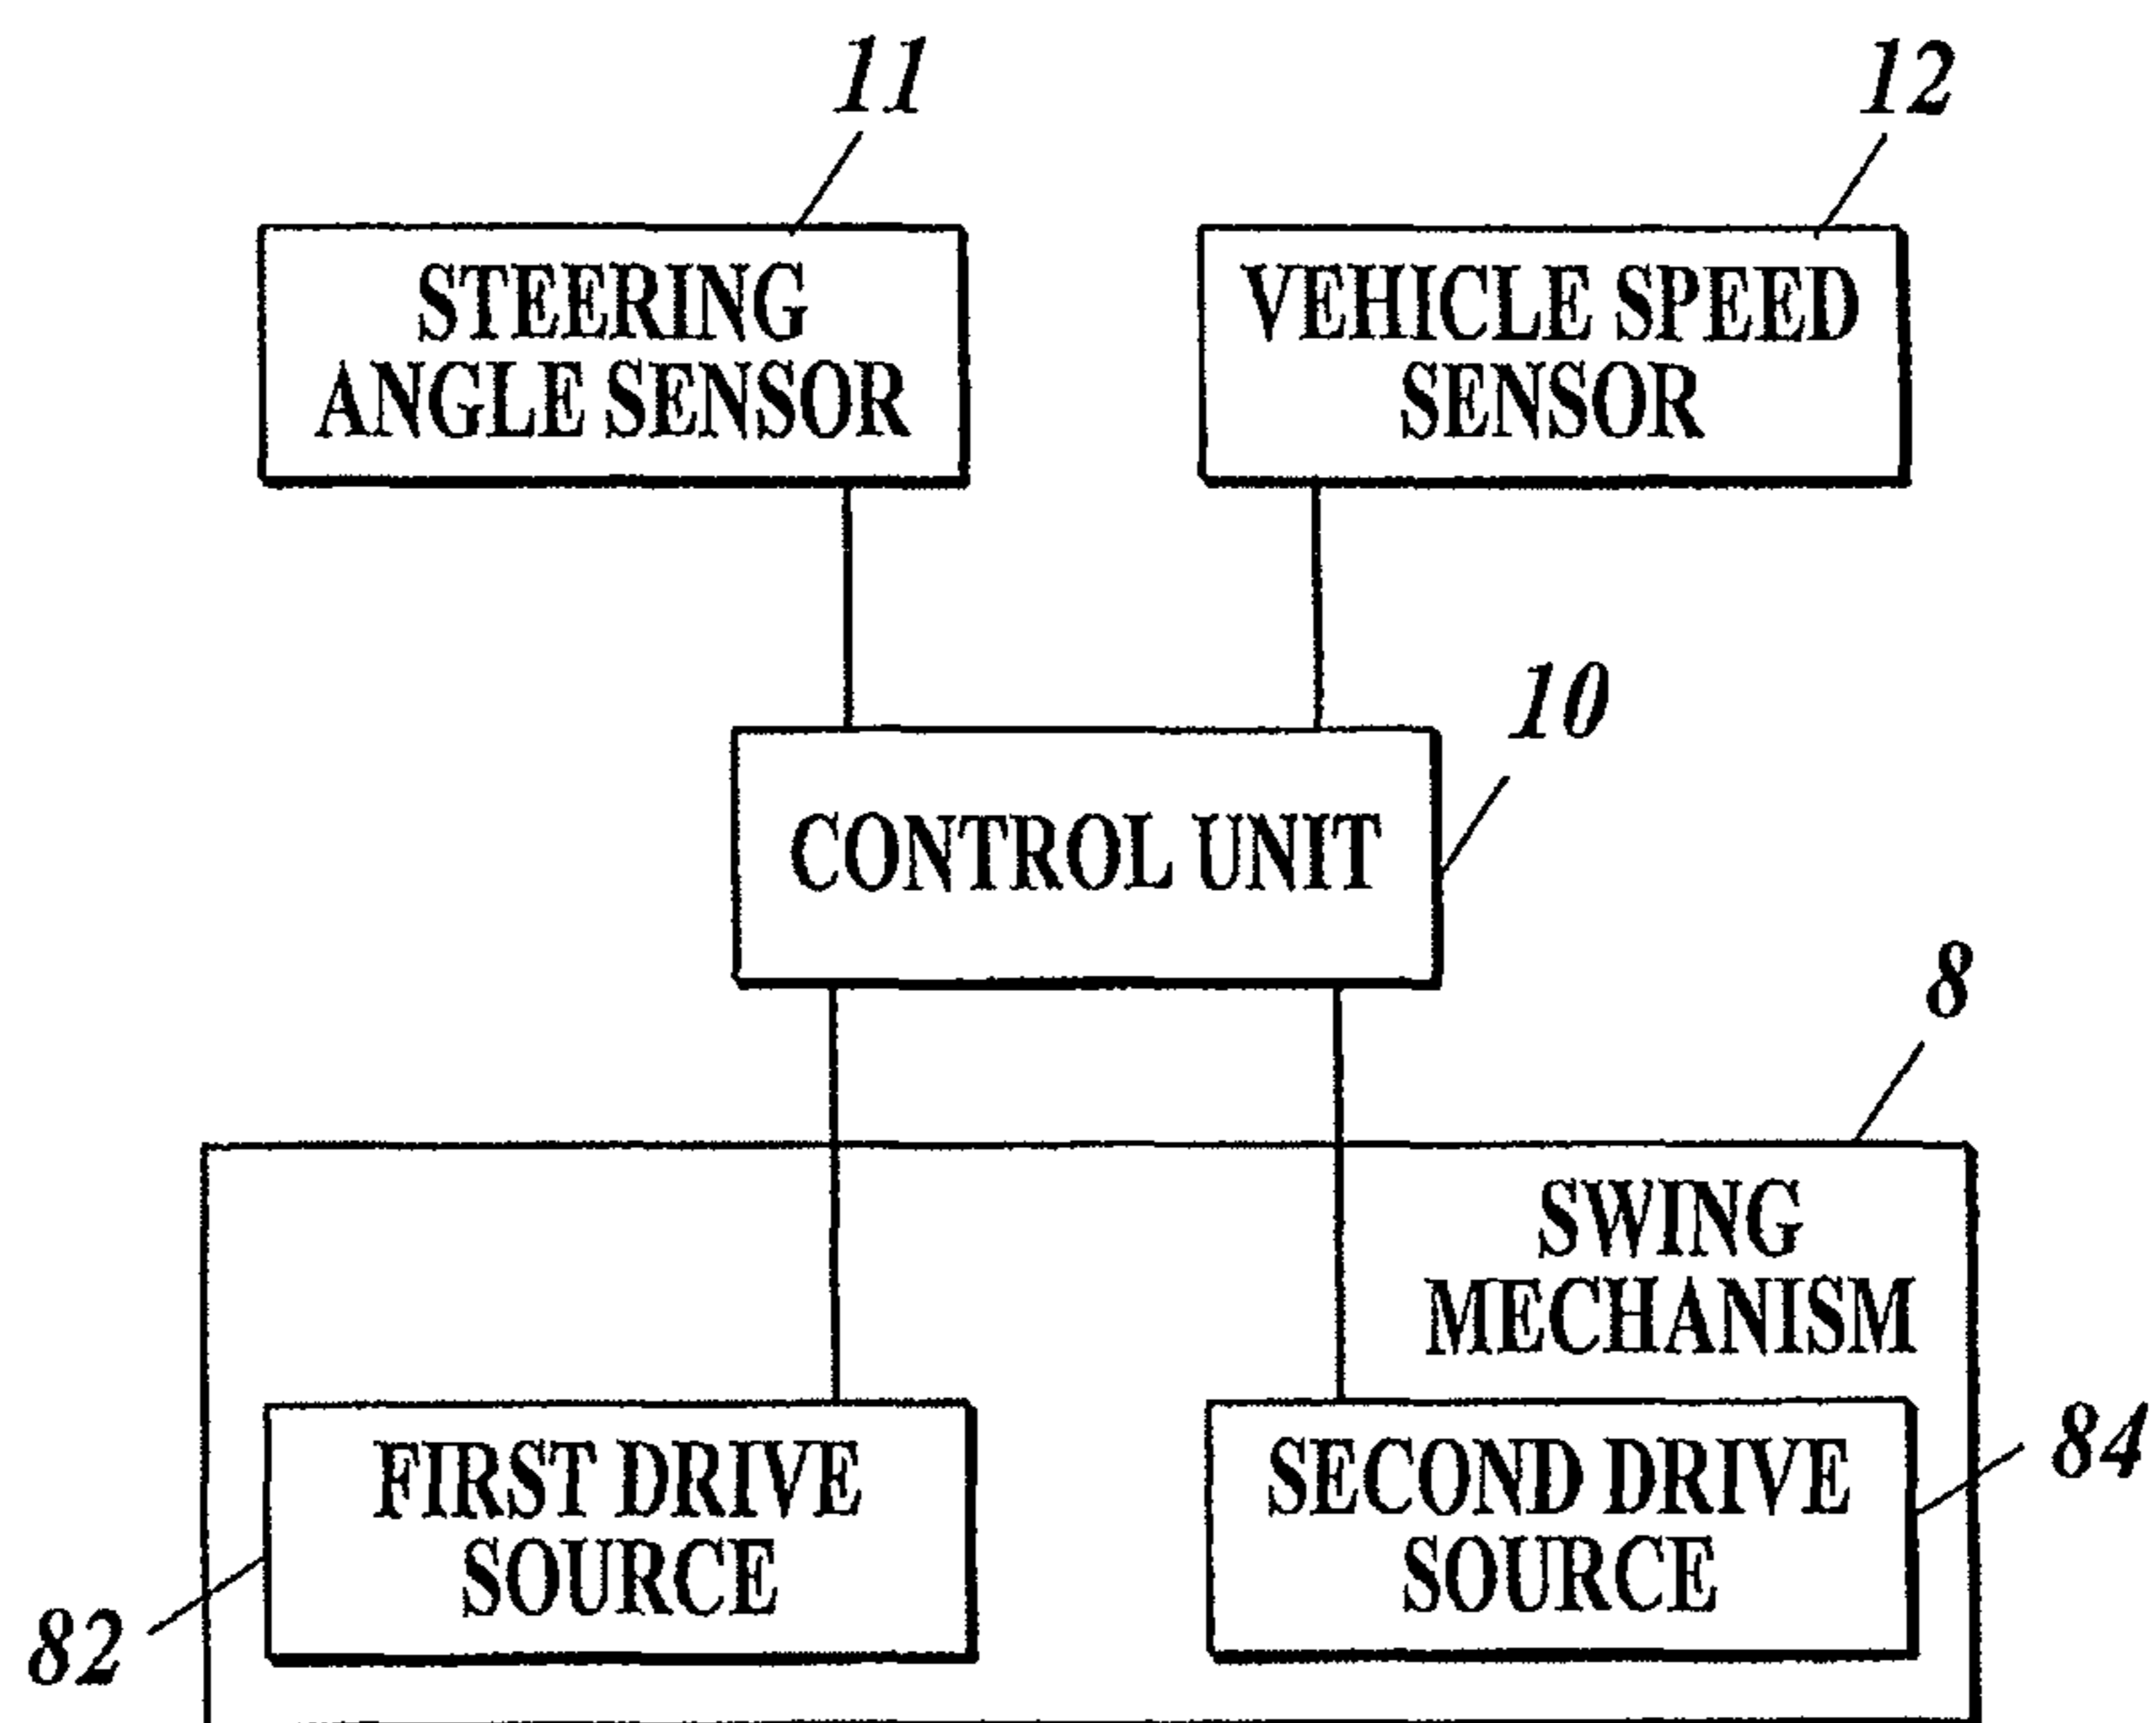 11
12
STEERING
ANGLE SENSOR
VEHICLE SPEED
SENSOR
10
CONTROL UNIT
8
SWING
MECHANISM
FIRST DRIVE
SOURCE
SECOND DRIVE
SOURCE
84
82